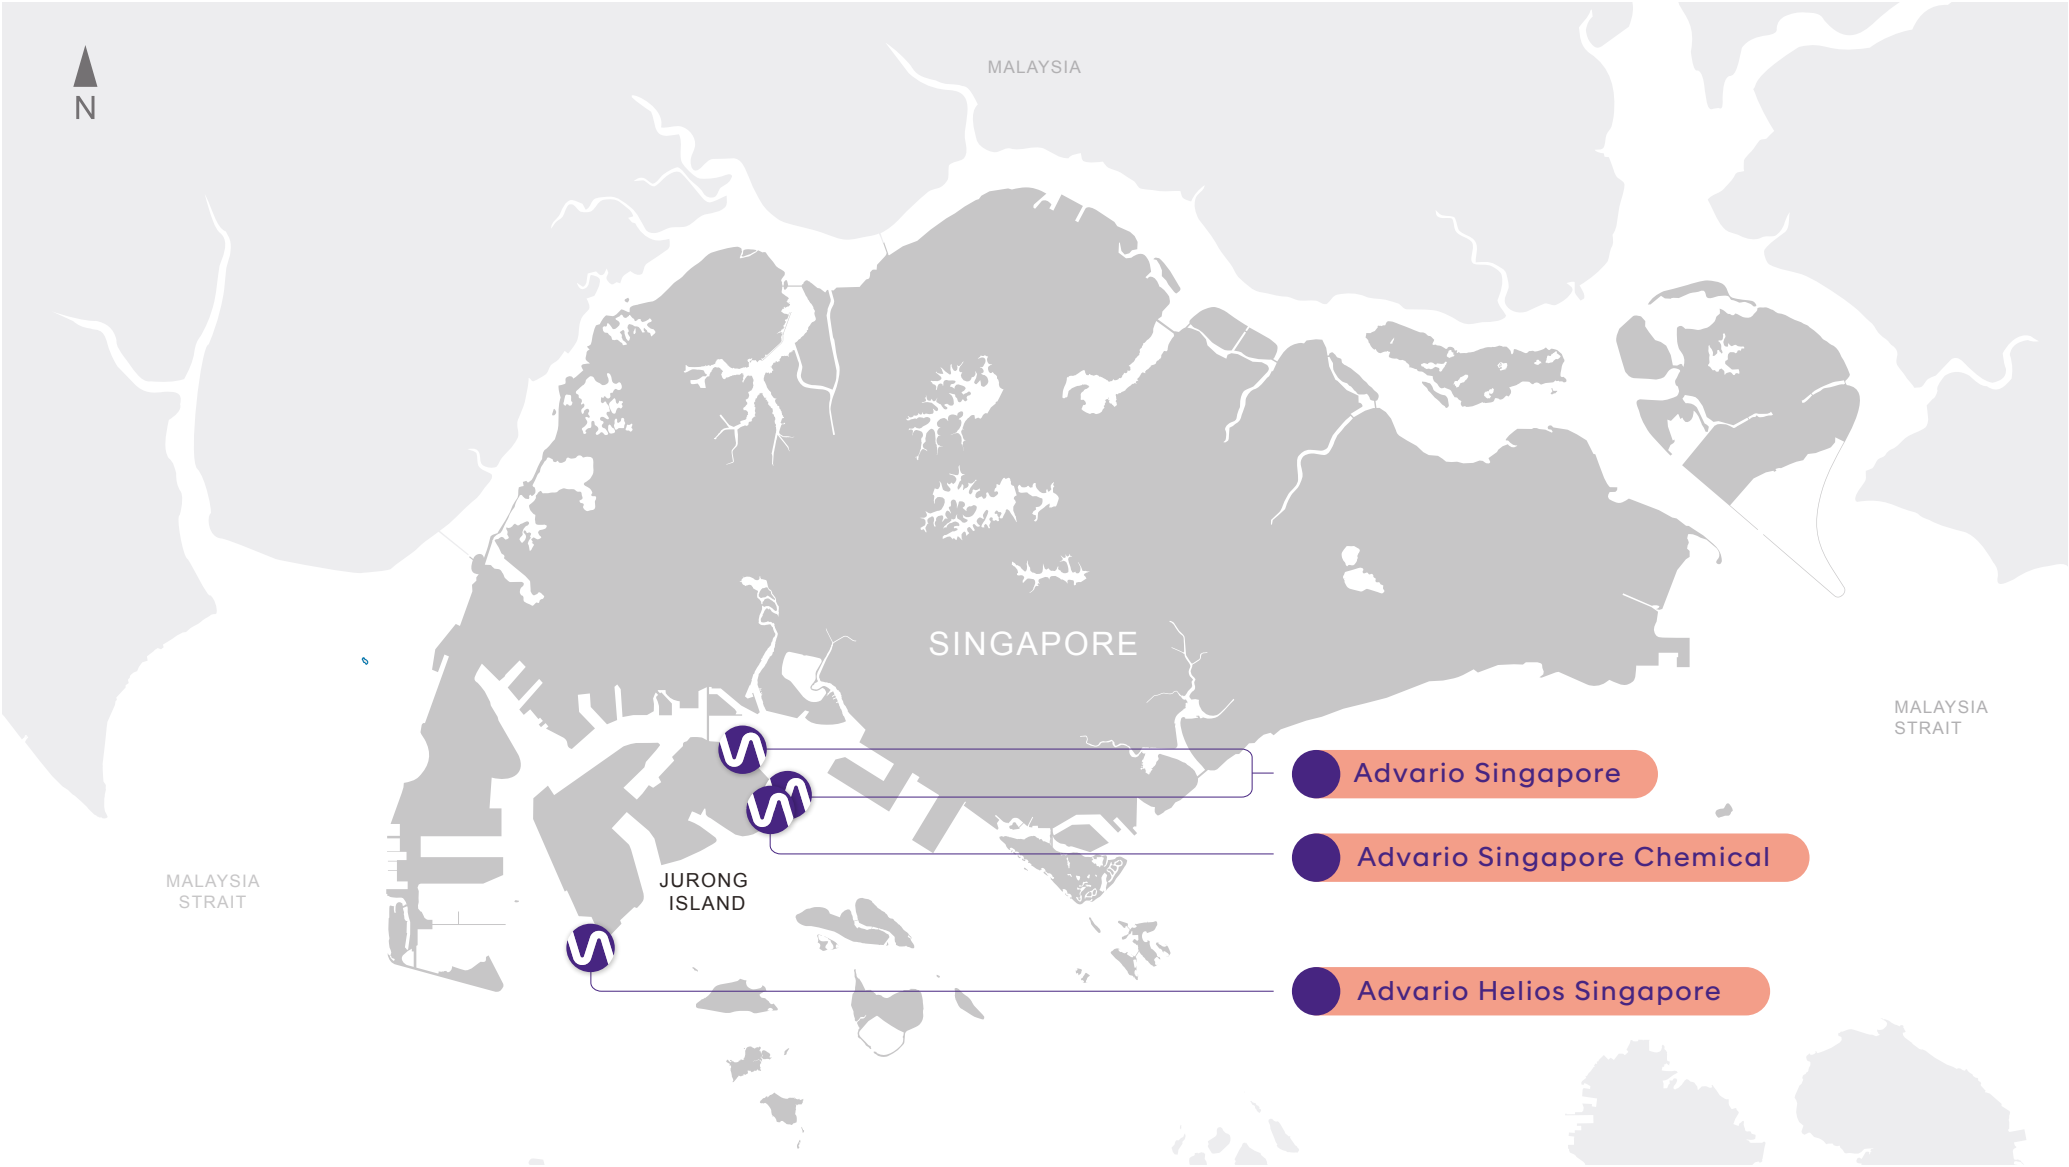 MALAYSIA
N
SINGAPORE
MALAYSIA
STRAIT
Advario Singapore
Advario Singapore Chemical
MALAYSIA
STRAIT
JURONG
ISLAND
Advario Helios Singapore